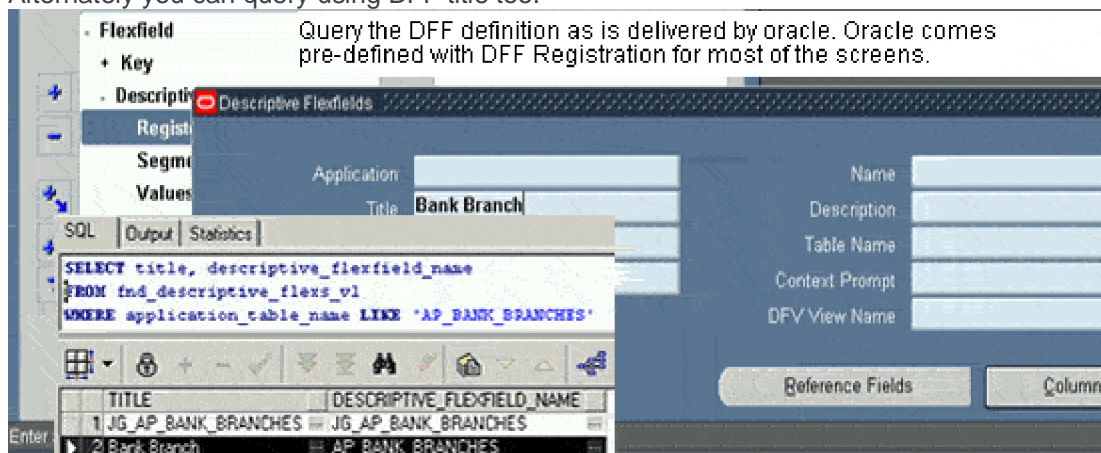 Alternately you can query using DFF title too.
Flexfield
Query the DFF definition as is delivered by oracle. Oracle comes
pre-defined with DFF Registration for most of the screens.
+ Key
Descriptive Flexfields
Application
Name
Title
Bank Branch
Description
Table Name
Context Prompt
DFV View Name
Values
SQL
Output
Statistics
SELECT title, descriptive_flexfield_name
FROM fnd_descriptive_flexs_vl
WHERE application_table_name LIKE 'AP_BANK_BRANCHES'
Reference Fields
Column
TITLE
DESCRIPTIVE_FLEXFIELD_NAME
1 JG_AP_BANK_BRANCHES
JG_AP_BANK_BRANCHES
Enter
2 Bank Branch
AP_BANK_BRANCHES